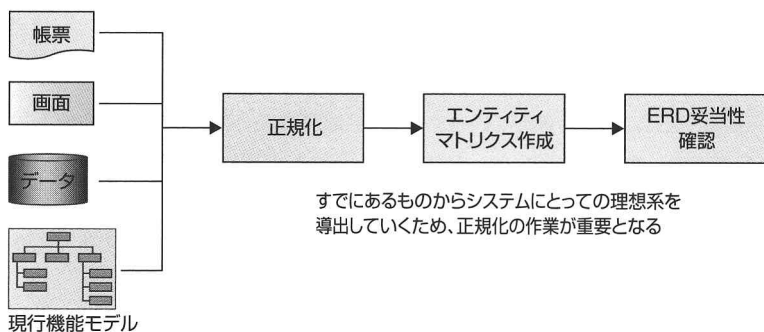 帳票
画面
データ
現行機能モデル
正規化
エンティティ
マトリクス作成
ERD妥当性
確認
すでにあるものからシステムにとっての理想系を
導出していくため、正規化の作業が重要となる